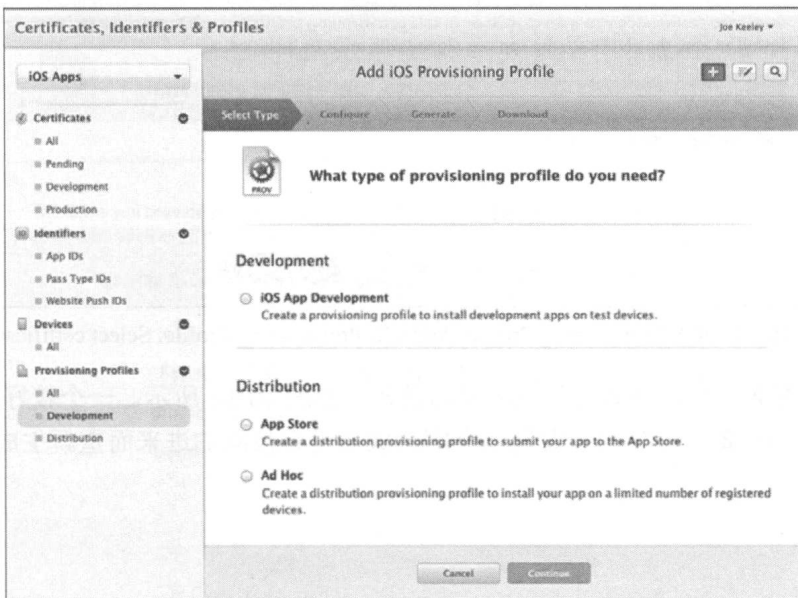 Certificates, Identifiers & Profiles
Joe Keeley
iOS Apps
Certificates
All
Pending
Development
Production
Identifiers
App IDs
Pass Type IDs
Website Push IDs
Devices
All
Provisioning Profiles
All
Development
Distribution
Add iOS Provisioning Profile
Select Type
Configure
Generate
Download
PROV
What type of provisioning profile do you need?
Development
iOS App Development
Create a provisioning profile to install development apps on test devices.
Distribution
App Store
Create a distribution provisioning profile to submit your app to the App Store.
Ad Hoc
Create a distribution provisioning profile to install your app on a limited number of registered
devices.
Cancel
Continue